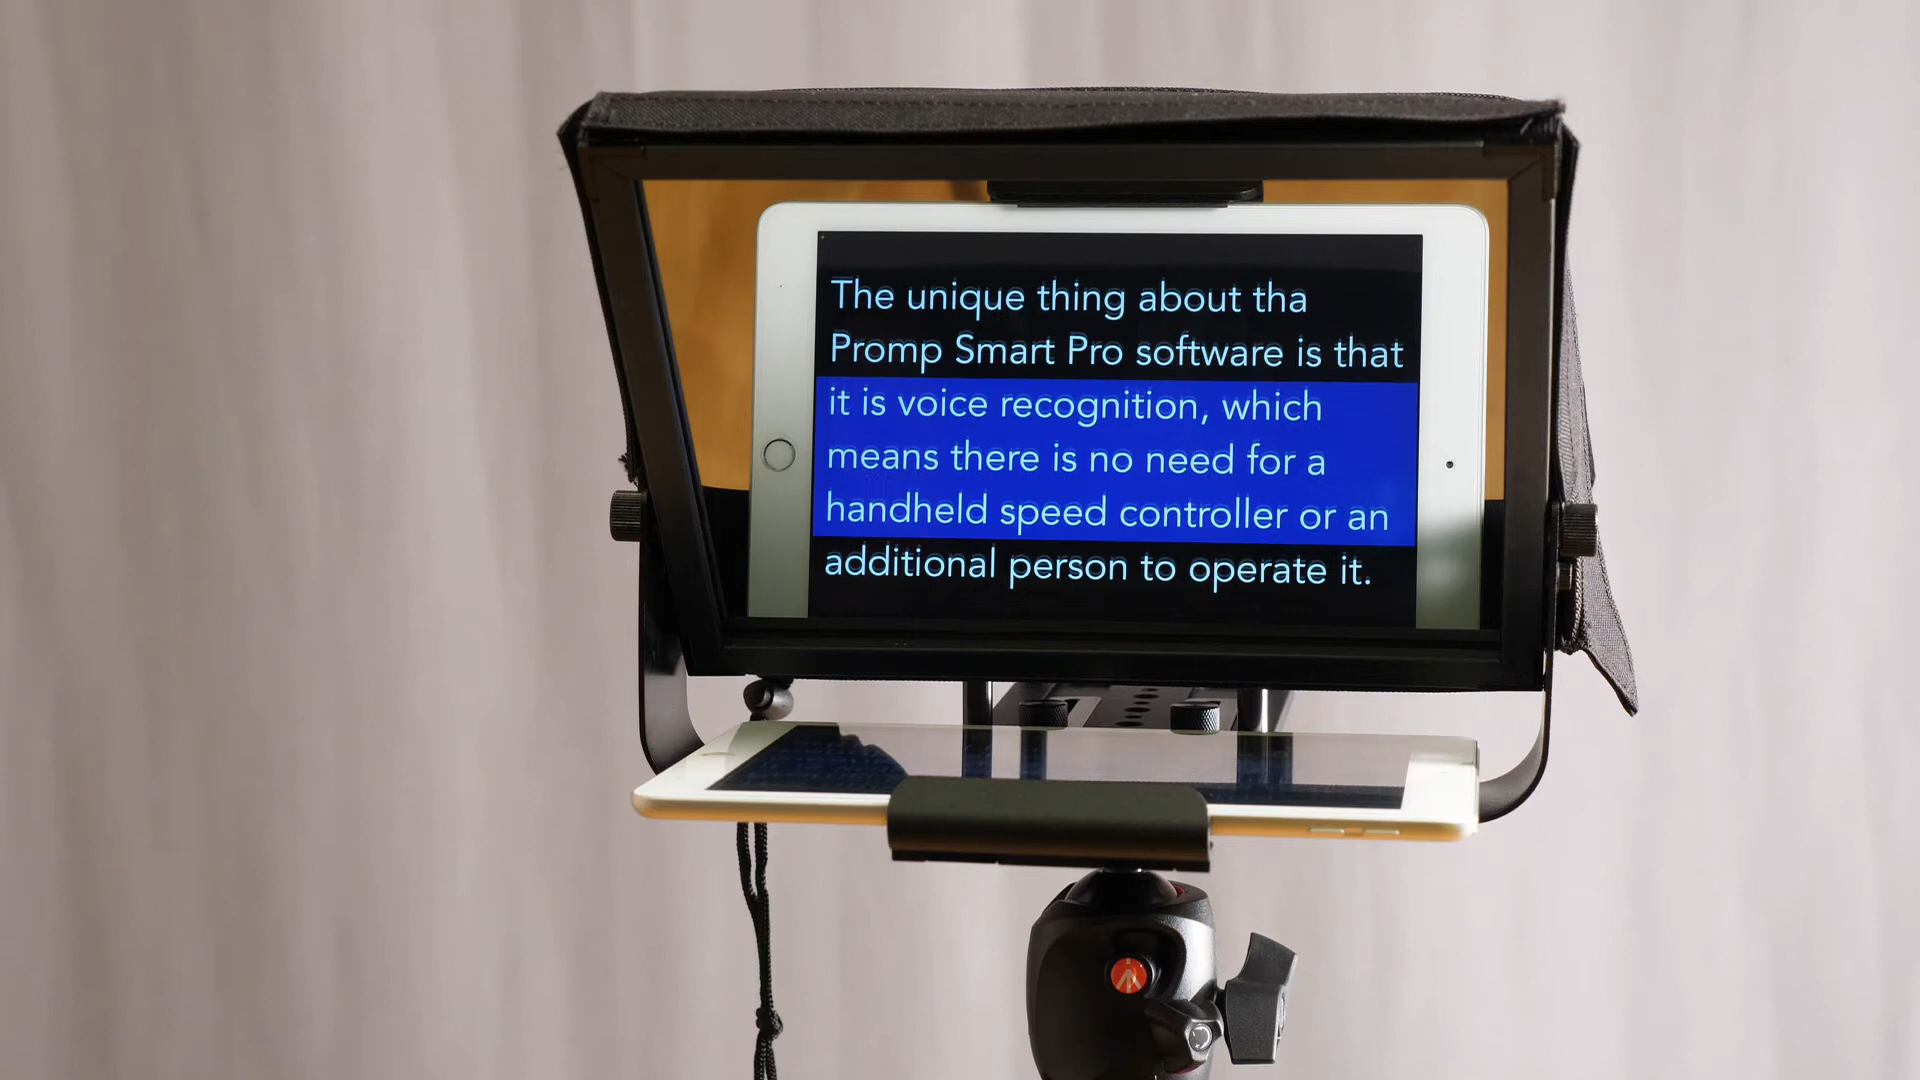 The unique thing about tha
Promp Smart Pro software is that
it is voice recognition, which
means there is no need for a
handheld speed controller or an
additional person to operate it.